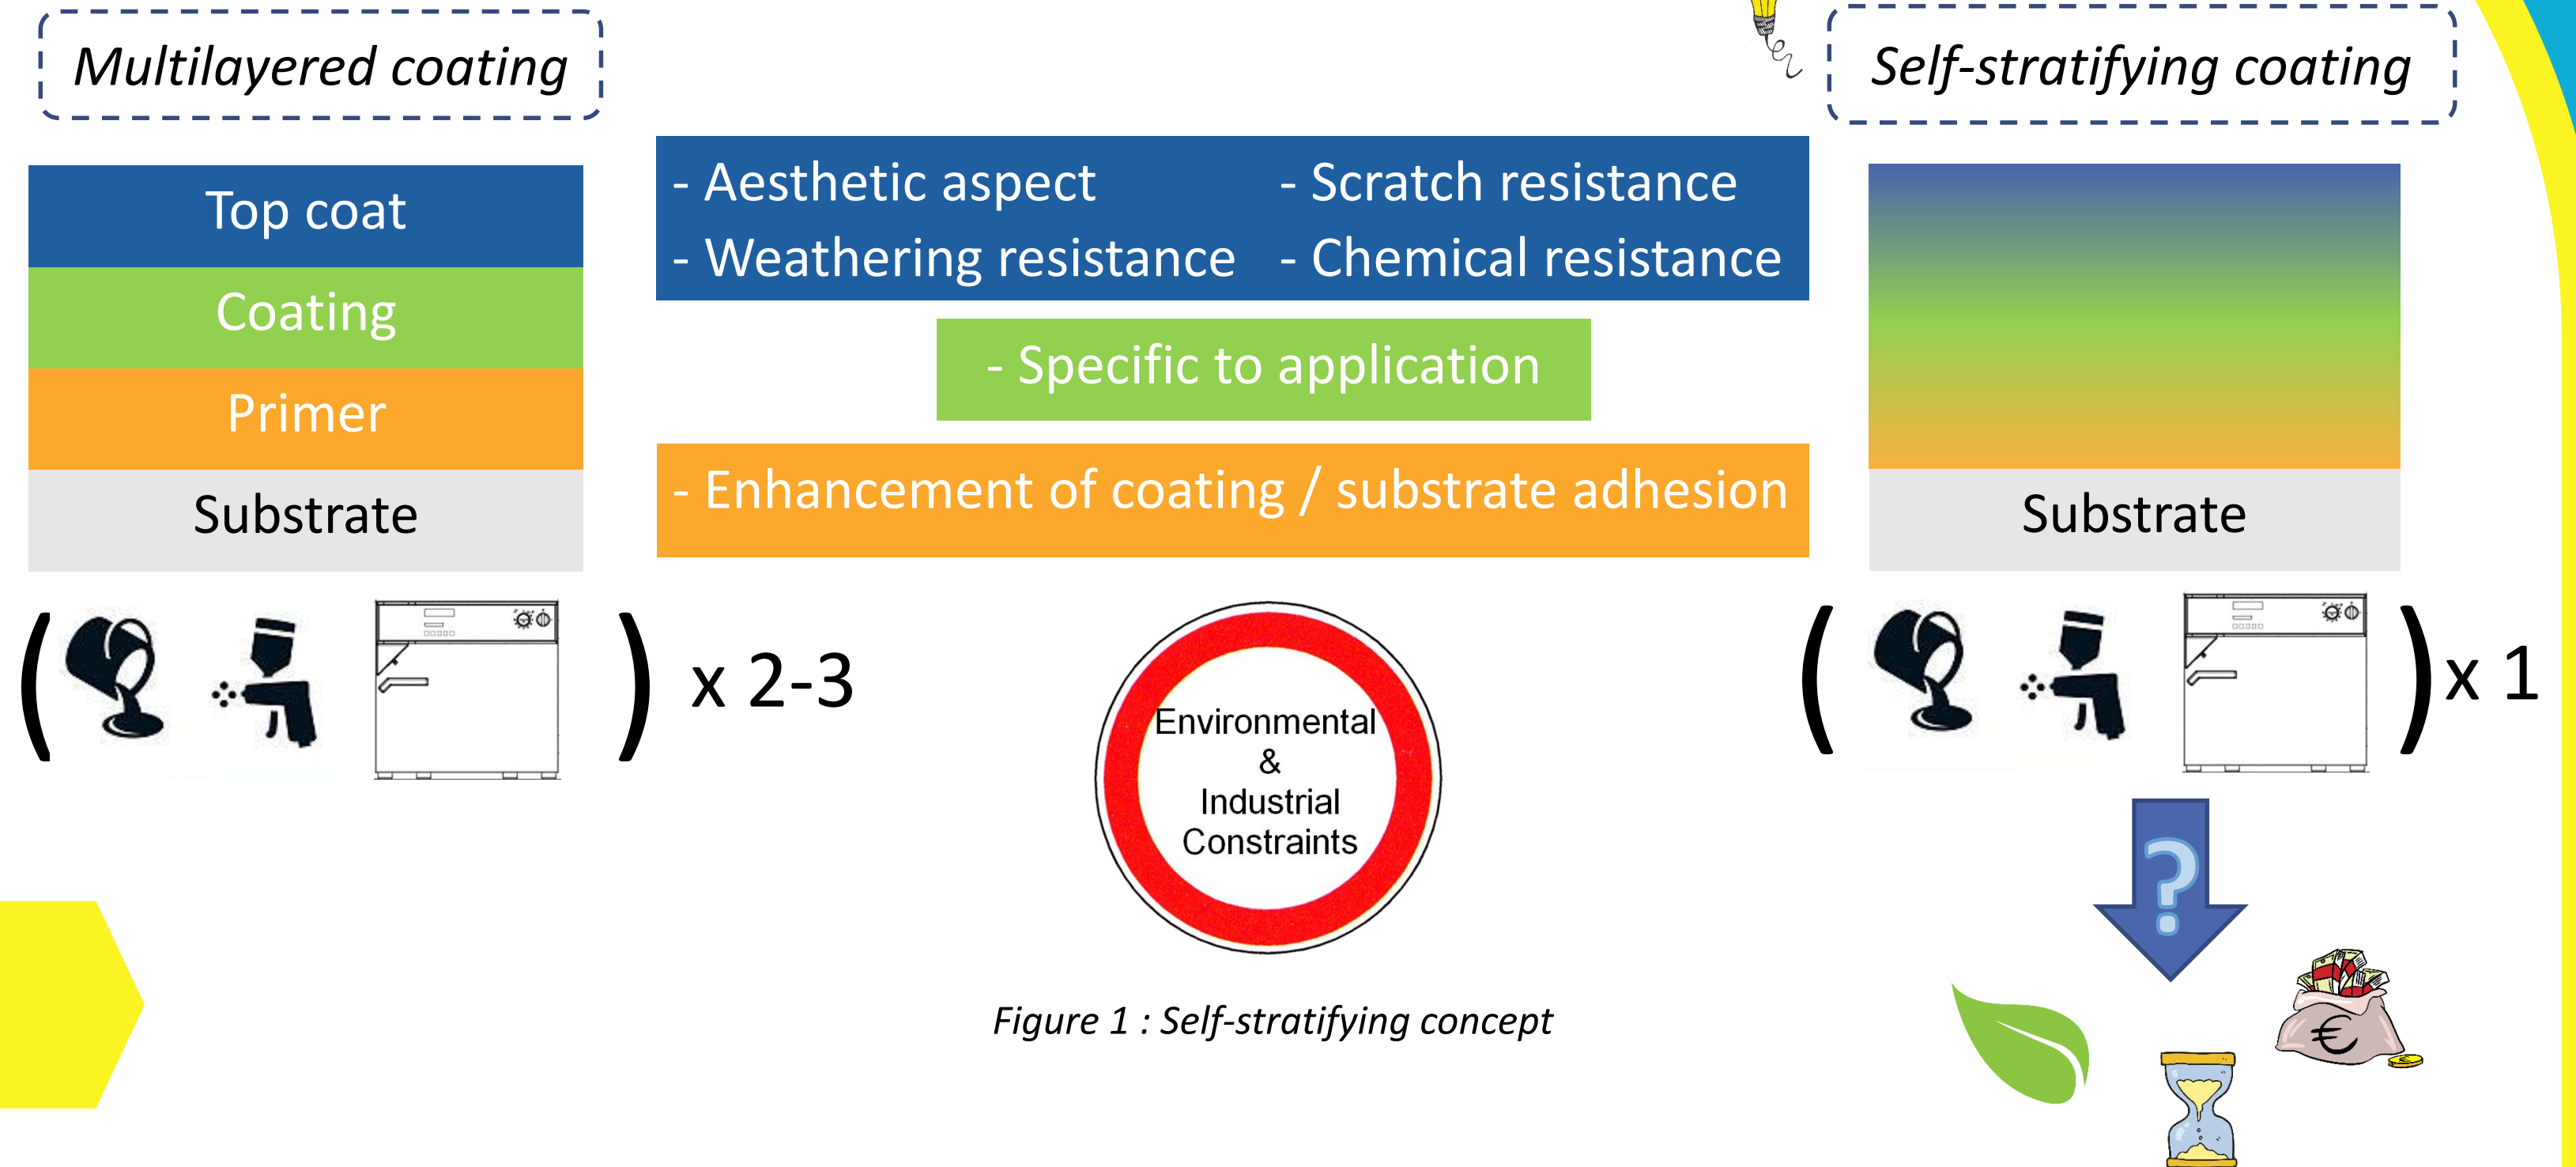 Multilayered coating
Self-stratifying coating
Top coat
Coating
Primer
Substrate
- Aesthetic aspect
- Scratch resistance
- Weathering resistance
- Chemical resistance
- Specific to application
- Enhancement of coating / substrate adhesion
Substrate
( ) x 2-3
Environmental
&
Industrial
Constraints
( ) x 1
?
€
Figure 1 : Self-stratifying concept